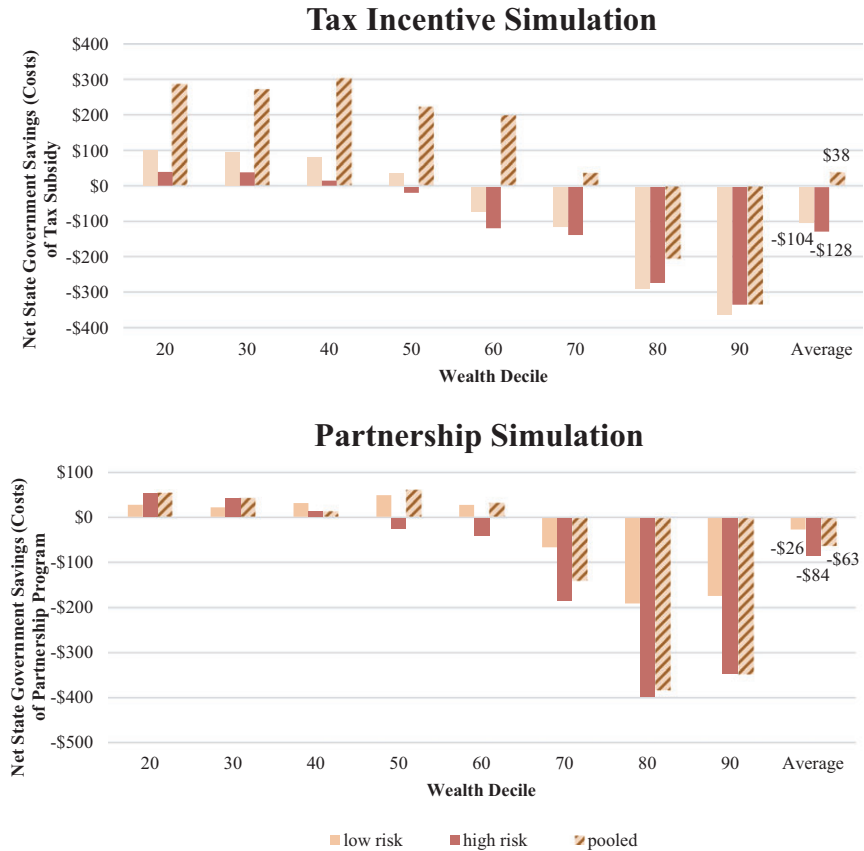 Tax Incentive Simulation
Net State Government Savings (Costs)
of Tax Subsidy
$400
$300
$200
$100
$0
-$100
-$200
-$300
-$400
$38
-$104
-$128
20 30 40 50 60 70 80 90 Average
Wealth Decile
Partnership Simulation
Net State Government Savings (Costs)
of Partnership Program
$100
$0
-$100
-$200
-$300
-$400
-$500
-$26
-$63
-$84
20 30 40 50 60 70 80 90 Average
Wealth Decile
low risk high risk pooled